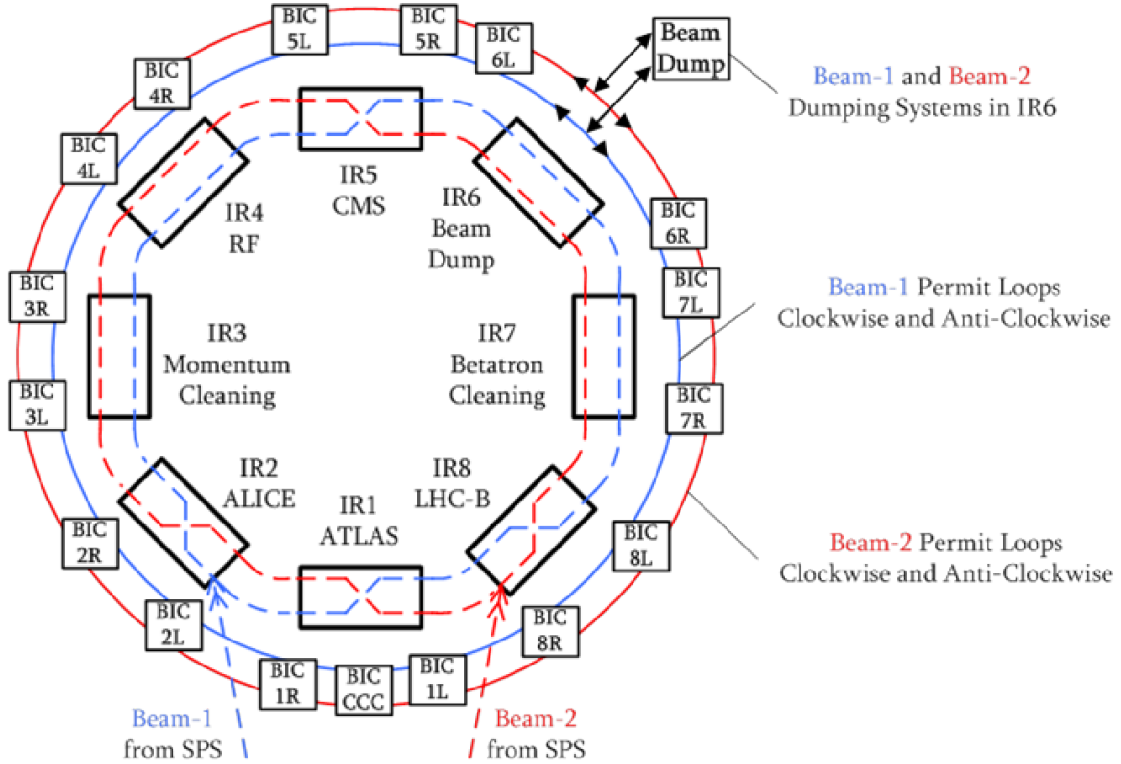 BIC
5L
BIC
5R
BIC
6L
Beam
Dump
Beam-1 and Beam-2
Dumping Systems in IR6
BIC
4R
BIC
4L
IR5
CMS
IR4
RF
IR6
Beam
Dump
BIC
6R
BIC
7L
BIC
3R
Beam-1 Permit Loops
Clockwise and Anti-Clockwise
IR3
Momentum
Cleaning
IR7
Betatron
Cleaning
BIC
3L
BIC
7R
IR2
ALICE
IR8
LHC-B
IR1
ATLAS
BIC
2R
BIC
8L
Beam-2 Permit Loops
Clockwise and Anti-Clockwise
BIC
2L
BIC
8R
BIC
1R
BIC
CCC
BIC
1L
Beam-1
from SPS
Beam-2
from SPS